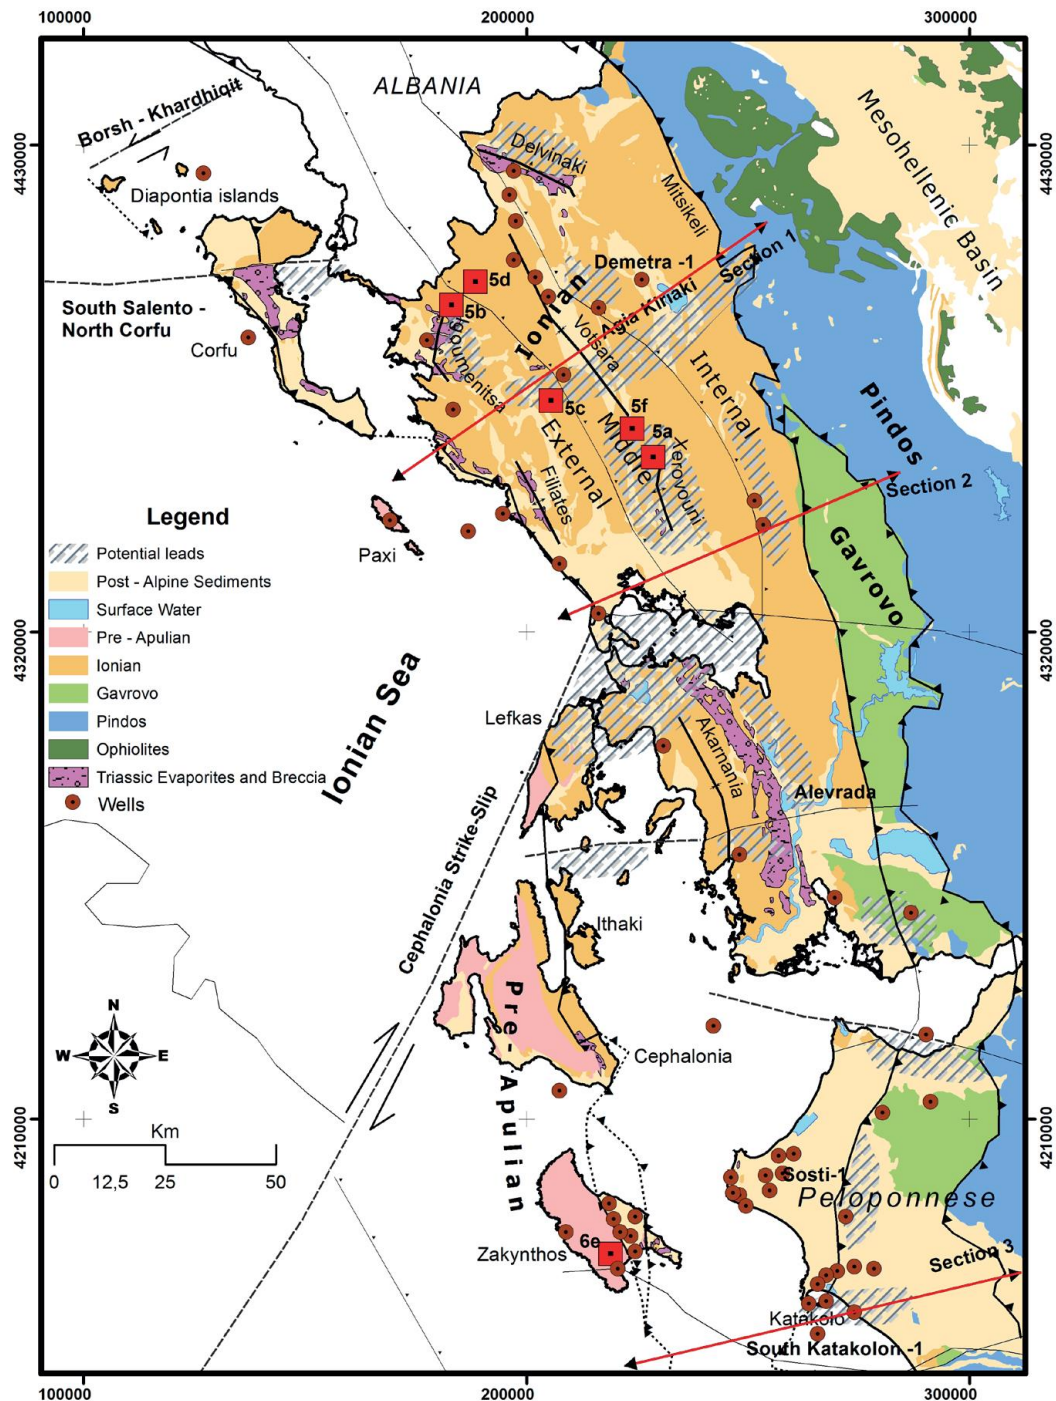 100000
200000
300000
ALBANIA
Borsh - Khardhiqit
Mesohellenic Basin
4430000
4430000
Delvinaki
Diapontia islands
Mitsikeli
Section 1
Demetra -1
5d
5b
South Salento -
North Corfu
Agia Kiriaki
Ionian
Votsara
Corfu
Internal
Pindos
5c
5f
5a
External
Middle
Xerovouni
Filiates
Section 2
Legend
Gavrovo
Potential leads
Paxi
Post - Alpine Sediments
Surface Water
Pre - Apulian
4320000
4320000
Ionian
Ionian Sea
Gavrovo
Lefkas
Pindos
Akarnania
Ophiolites
Triassic Evaporites and Breccia
Wells
Alevrada
Cephalonia Strike-Slip
Ithaki
Pre - Apulian
N
W
E
S
Cephalonia
Km
0
12,5
25
50
4210000
4210000
Sosti-1
Peloponnese
6e
Zakynthos
Section 3
Katakolo
South Katakolon -1
100000
200000
300000